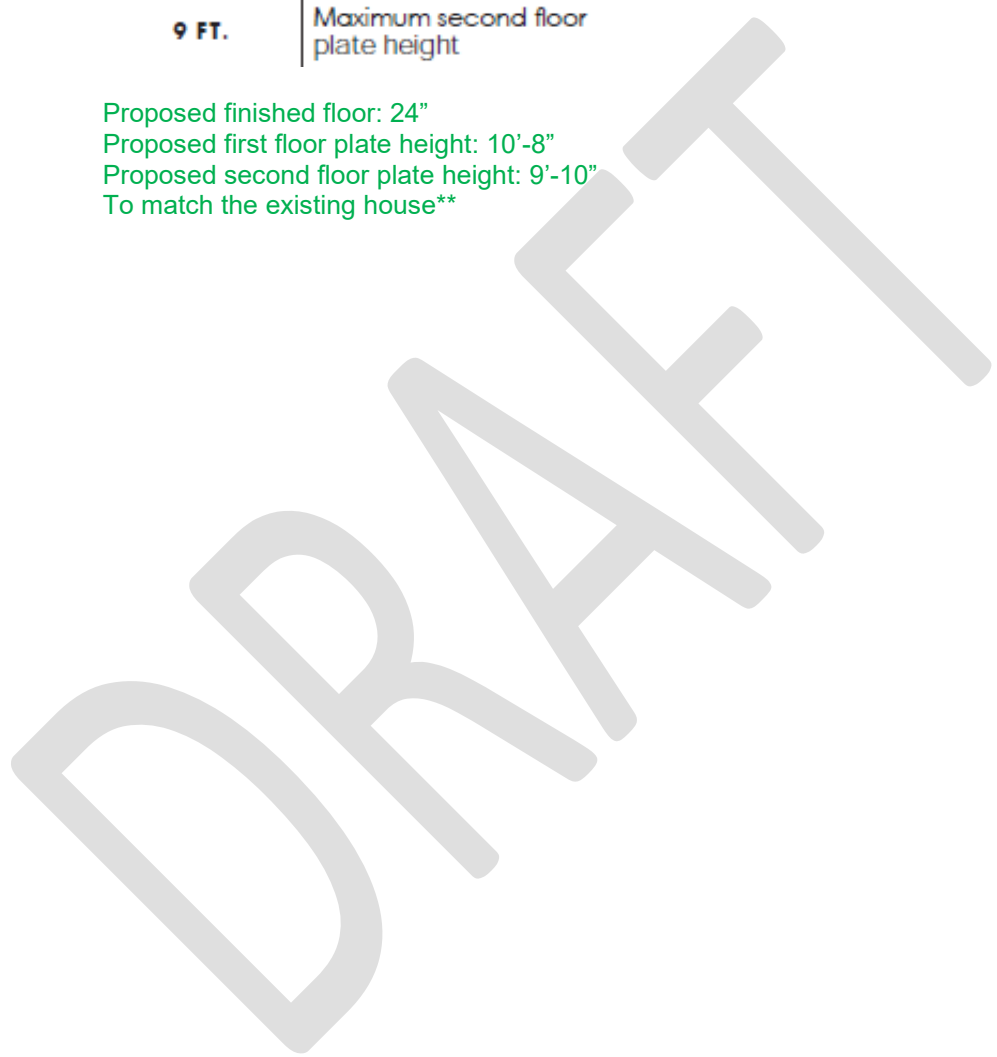 9 FT.
Maximum second floor
plate height
Proposed finished floor: 24”
Proposed first floor plate height: 10’-8”
Proposed second floor plate height: 9’-10”
To match the existing house**
DRAFT